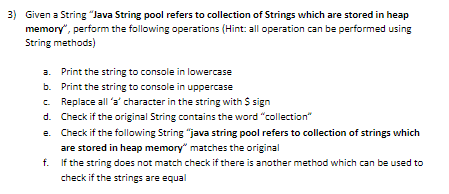 3) Given a String "Java String pool refers to collection of Strings which are stored in heap
memory", perform the following operations (Hint: all operation can be performed using
String methods)
a. Print the string to console in lowercase
b. Print the string to console in uppercase
c. Replace all 'a' character in the string with $ sign
d. Check if the original String contains the word "collection"
e. Check if the following String "java string pool refers to collection of strings which
are stored in heap memory" matches the original
f. If the string does not match check if there is another method which can be used to
check if the strings are equal